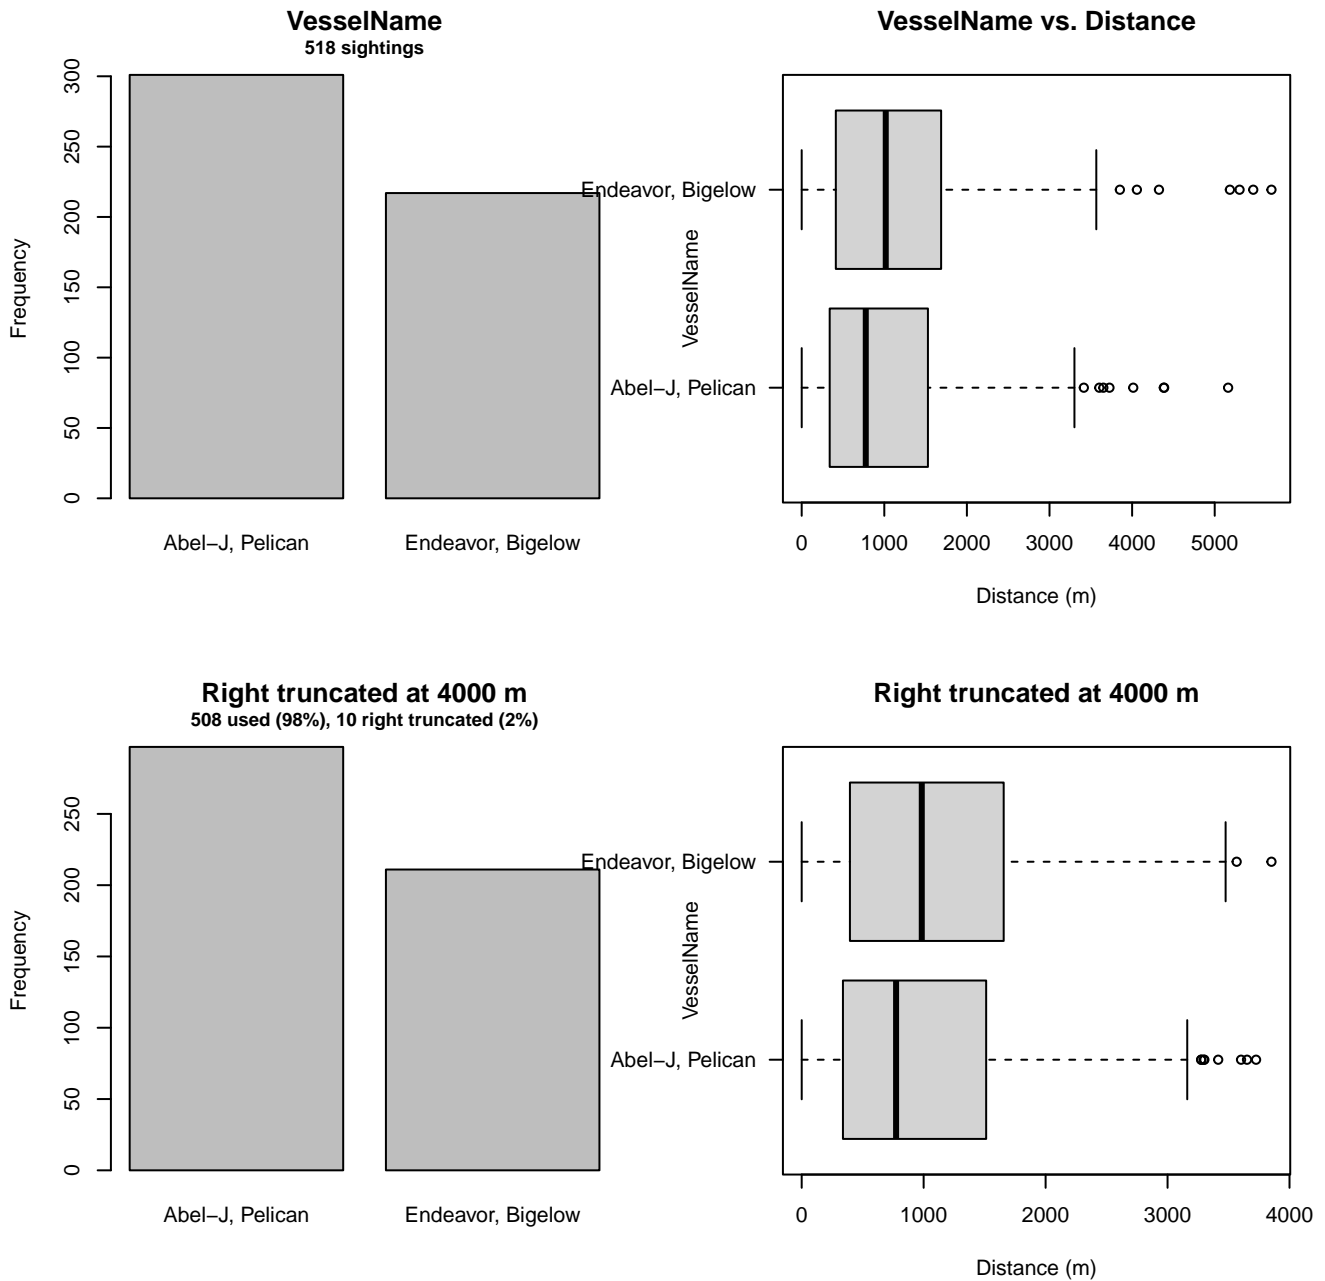 VesselName
518 sightings
Frequency
300
250
200
150
100
50
0
Abel−J, Pelican
Endeavor, Bigelow
VesselName vs. Distance
VesselName
Endeavor, Bigelow
Abel−J, Pelican
0 1000 2000 3000 4000 5000
Distance (m)
Right truncated at 4000 m
508 used (98%), 10 right truncated (2%)
Frequency
250
200
150
100
50
0
Abel−J, Pelican
Endeavor, Bigelow
Right truncated at 4000 m
VesselName
Endeavor, Bigelow
Abel−J, Pelican
0 1000 2000 3000 4000
Distance (m)